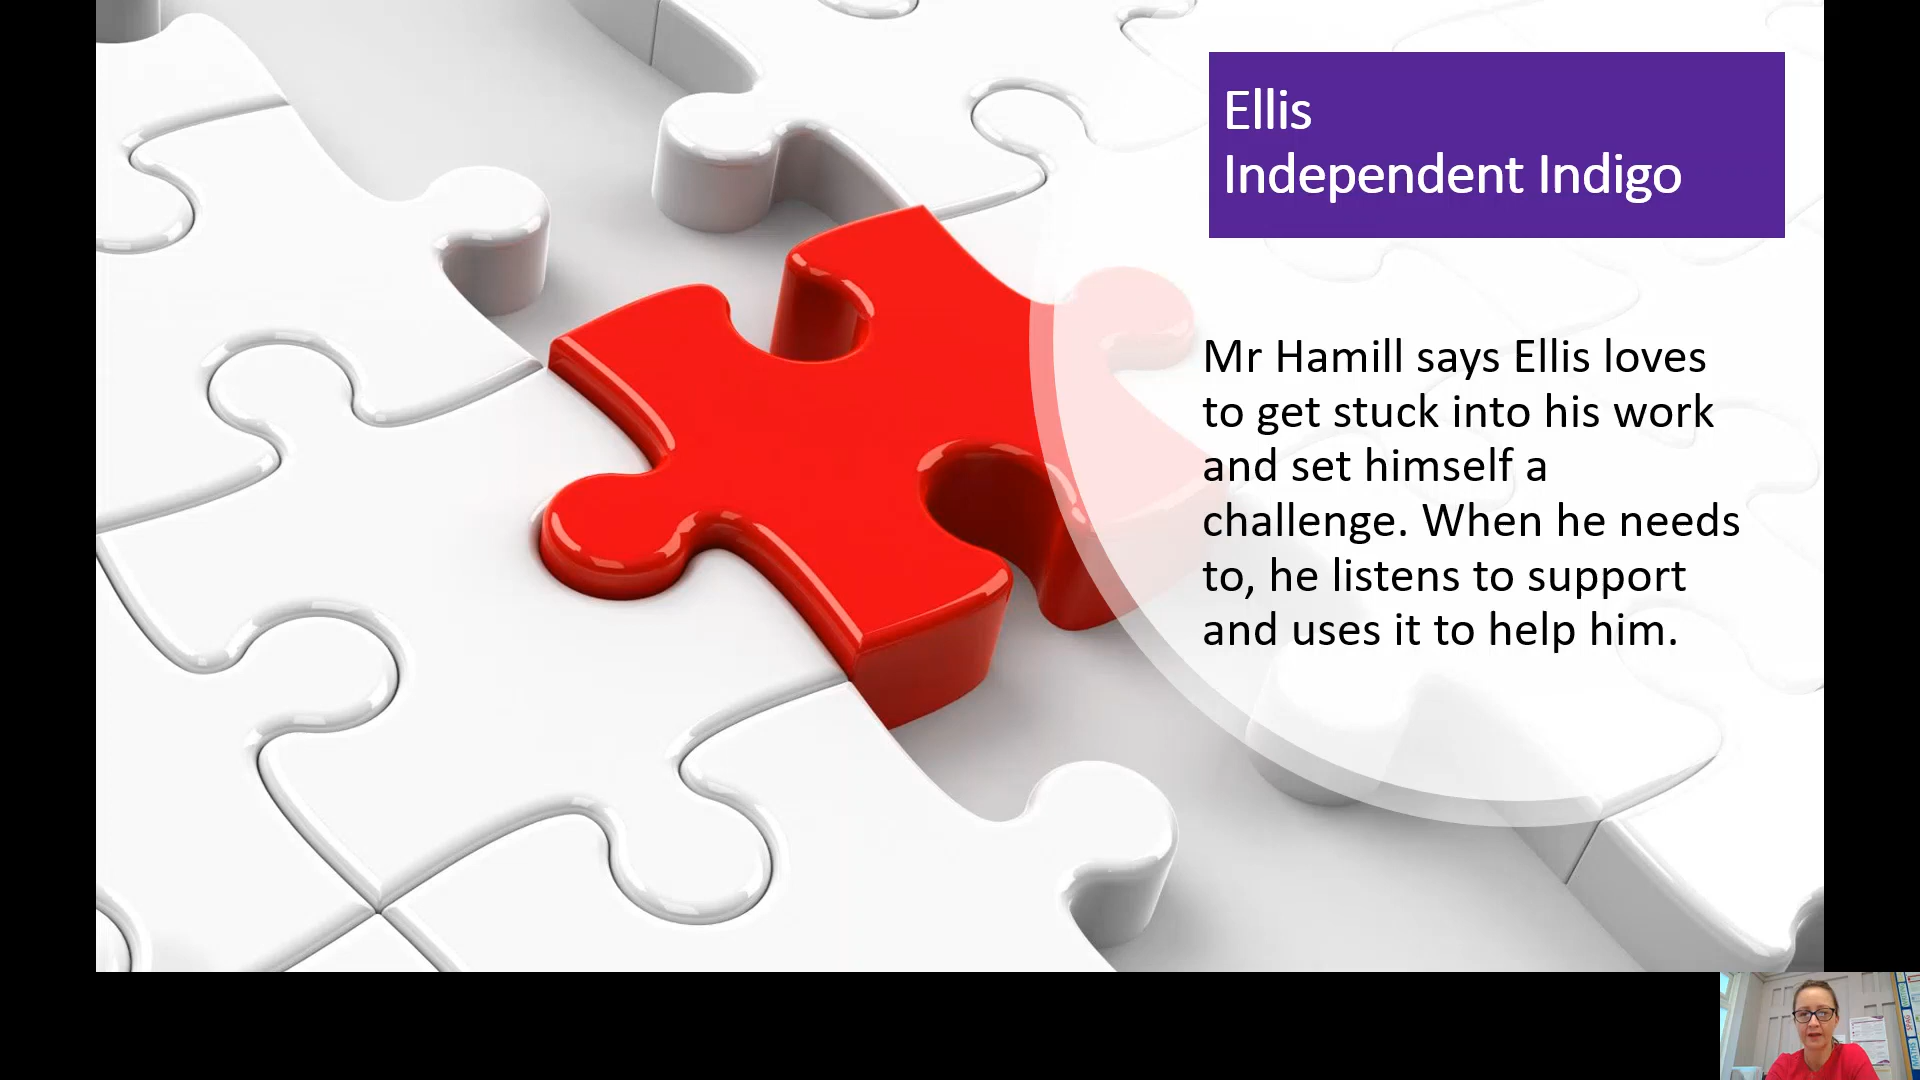 Ellis
Independent Indigo
Mr Hamill says Ellis loves
to get stuck into his work
and set himself a
challenge. When he needs
to, he listens to support
and uses it to help him.
MATHS